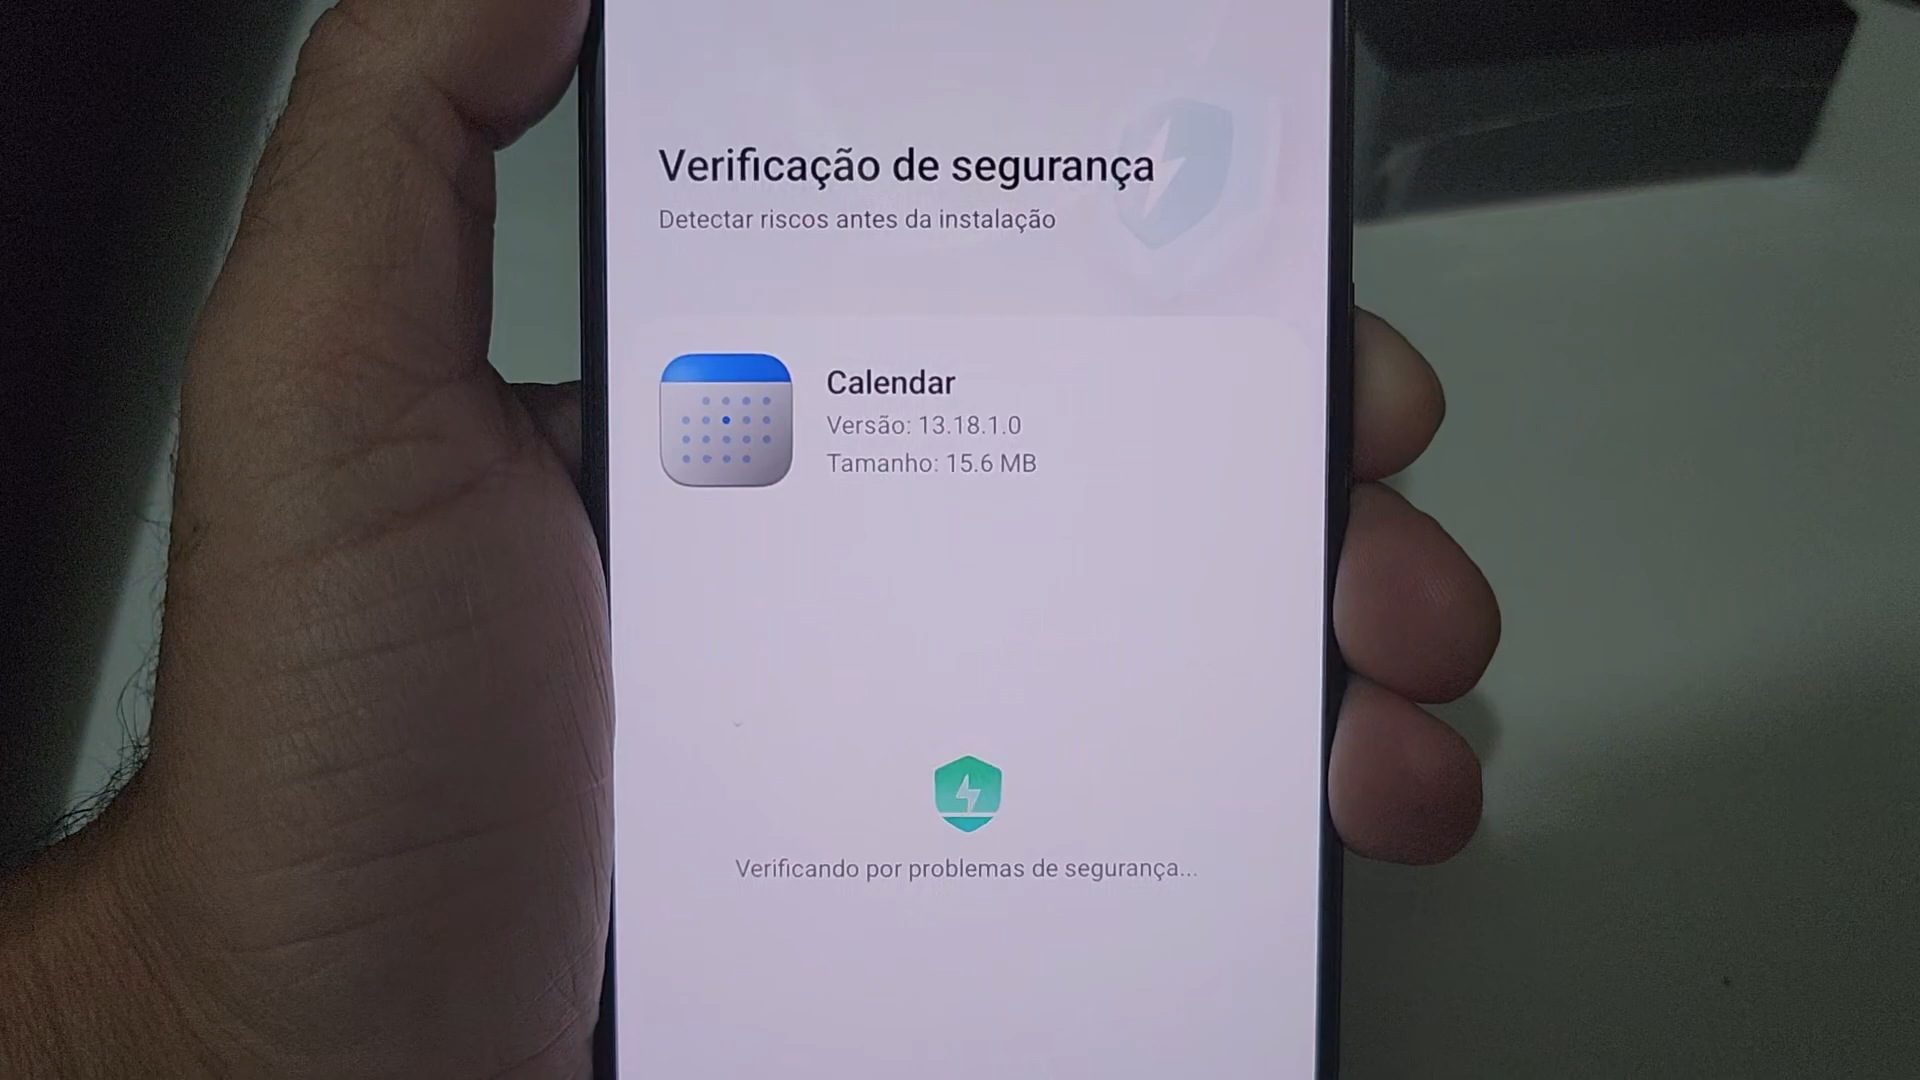 Verificação de segurança
Detectar riscos antes da instalação
Calendar
Versão: 13.18.1.0
Tamanho: 15.6 MB
Verificando por problemas de segurança...